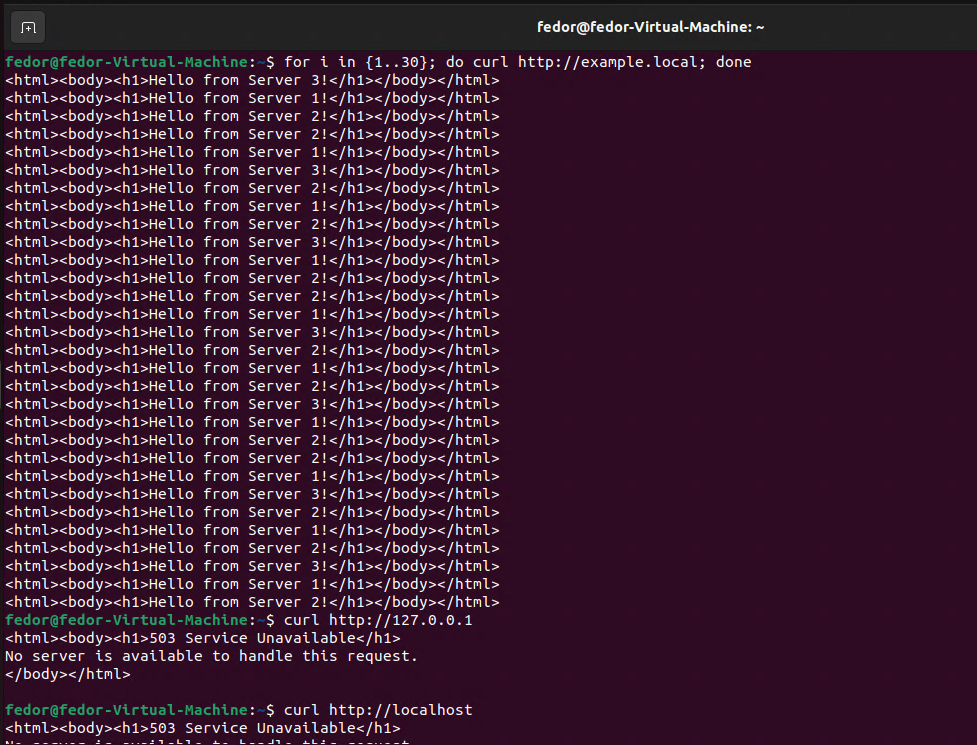 fedor@fedor-Virtual-Machine: ~
fedor@fedor-Virtual-Machine:~$ for i in {1..30}; do curl http://example.local; done
<html><body><h1>Hello from Server 3!</h1></body></html>
<html><body><h1>Hello from Server 1!</h1></body></html>
<html><body><h1>Hello from Server 2!</h1></body></html>
<html><body><h1>Hello from Server 2!</h1></body></html>
<html><body><h1>Hello from Server 1!</h1></body></html>
<html><body><h1>Hello from Server 3!</h1></body></html>
<html><body><h1>Hello from Server 2!</h1></body></html>
<html><body><h1>Hello from Server 1!</h1></body></html>
<html><body><h1>Hello from Server 2!</h1></body></html>
<html><body><h1>Hello from Server 3!</h1></body></html>
<html><body><h1>Hello from Server 1!</h1></body></html>
<html><body><h1>Hello from Server 2!</h1></body></html>
<html><body><h1>Hello from Server 2!</h1></body></html>
<html><body><h1>Hello from Server 1!</h1></body></html>
<html><body><h1>Hello from Server 3!</h1></body></html>
<html><body><h1>Hello from Server 2!</h1></body></html>
<html><body><h1>Hello from Server 1!</h1></body></html>
<html><body><h1>Hello from Server 2!</h1></body></html>
<html><body><h1>Hello from Server 3!</h1></body></html>
<html><body><h1>Hello from Server 1!</h1></body></html>
<html><body><h1>Hello from Server 2!</h1></body></html>
<html><body><h1>Hello from Server 2!</h1></body></html>
<html><body><h1>Hello from Server 1!</h1></body></html>
<html><body><h1>Hello from Server 3!</h1></body></html>
<html><body><h1>Hello from Server 2!</h1></body></html>
<html><body><h1>Hello from Server 1!</h1></body></html>
<html><body><h1>Hello from Server 2!</h1></body></html>
<html><body><h1>Hello from Server 3!</h1></body></html>
<html><body><h1>Hello from Server 1!</h1></body></html>
<html><body><h1>Hello from Server 2!</h1></body></html>
fedor@fedor-Virtual-Machine:~$ curl http://127.0.0.1
<html><body><h1>503 Service Unavailable</h1>
No server is available to handle this request.
</body></html>
fedor@fedor-Virtual-Machine:~$ curl http://localhost
<html><body><h1>503 Service Unavailable</h1>
No server is available to handle this request.